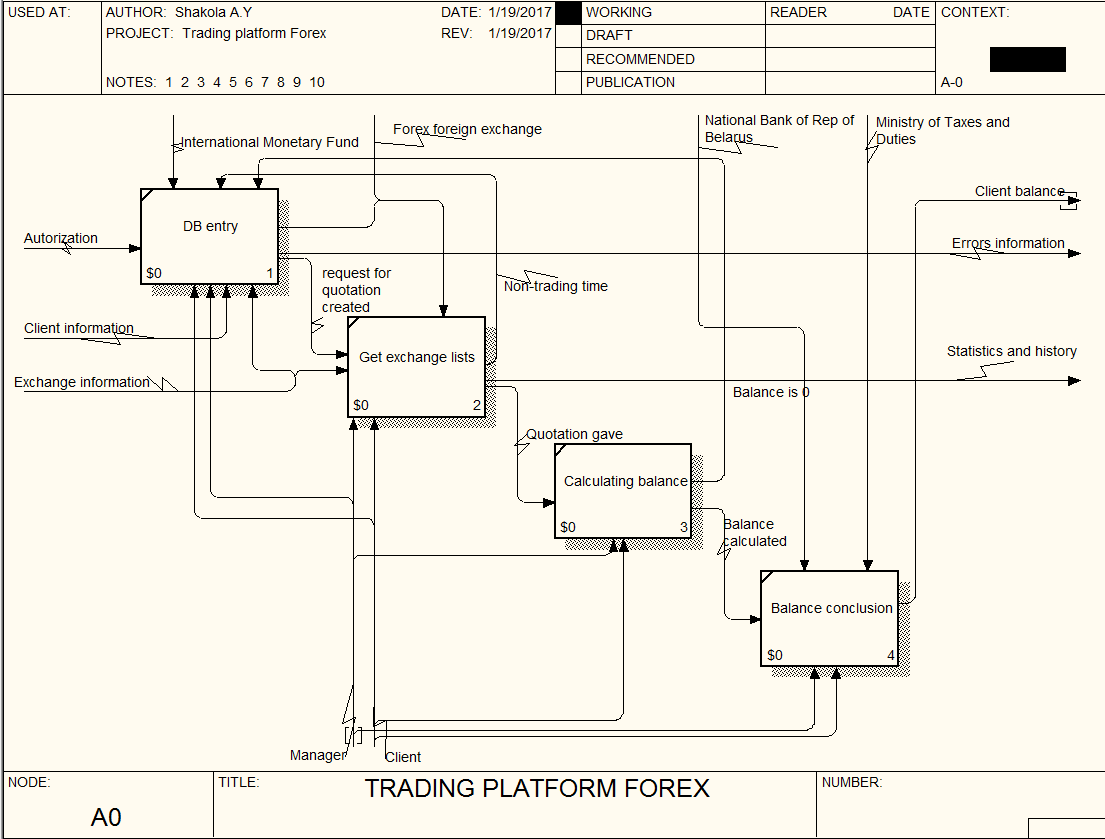 USED AT:
AUTHOR: Shakola A.Y
DATE: 1/19/2017
PROJECT: Trading platform Forex
REV: 1/19/2017
NOTES: 1 2 3 4 5 6 7 8 9 10
WORKING
DRAFT
RECOMMENDED
PUBLICATION
READER DATE
CONTEXT:
A-0
International Monetary Fund
Forex foreign exchange
National Bank of Rep of
Belarus
Ministry of Taxes and
Duties
Client balance
Autorization
DB entry
$0 1
Errors information
request for
quotation
created
Non-trading time
Client information
Exchange information
Get exchange lists
$0 2
Statistics and history
Balance is 0
Quotation gave
Calculating balance
$0 3
Balance
calculated
Balance conclusion
$0 4
Manager
Client
NODE:
A0
TITLE:
TRADING PLATFORM FOREX
NUMBER: